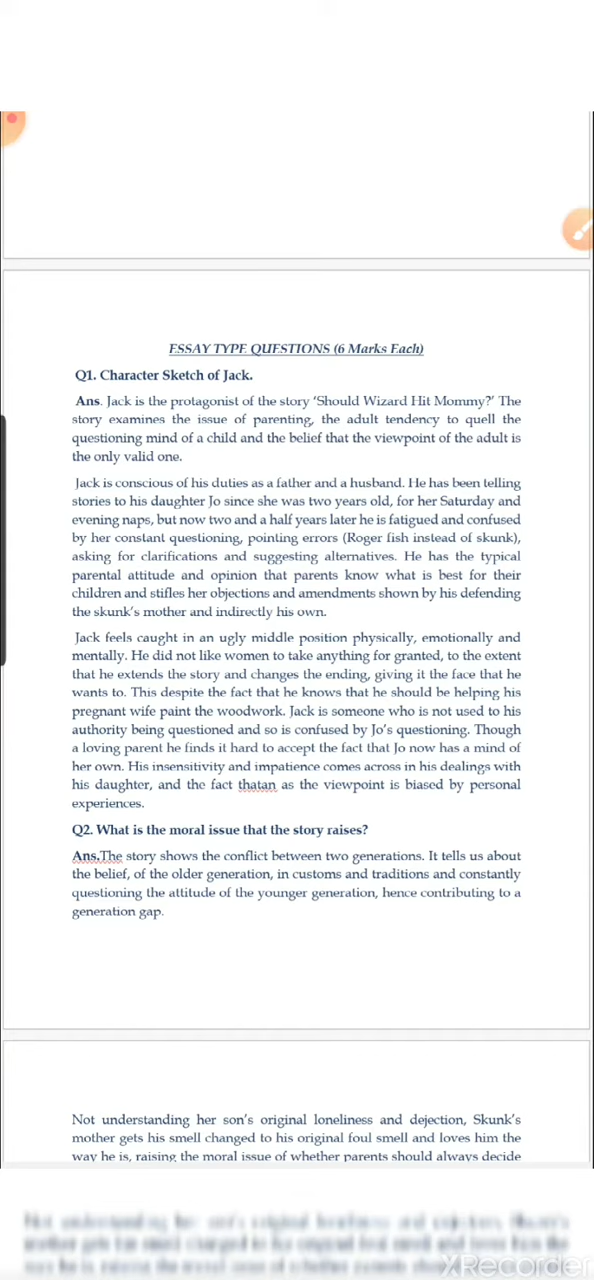 ESSAY TYPE QUESTIONS (6 Marks Each)
Q1. Character Sketch of Jack.
Ans. Jack is the protagonist of the story ‘Should Wizard Hit Mommy?’ The
story examines the issue of parenting, the adult tendency to quell the
questioning mind of a child and the belief that the viewpoint of the adult is
the only valid one.
Jack is conscious of his duties as a father and a husband. He has been telling
stories to his daughter Jo since she was two years old, for her Saturday and
evening naps, but now two and a half years later he is fatigued and confused
by her constant questioning, pointing errors (Roger fish instead of skunk),
asking for clarifications and suggesting alternatives. He has the typical
parental attitude and opinion that parents know what is best for their
children and stifles her objections and amendments shown by his defending
the skunk’s mother and indirectly his own.
Jack feels caught in an ugly middle position physically, emotionally and
mentally. He did not like women to take anything for granted, to the extent
that he extends the story and changes the ending, giving it the face that he
wants to. This despite the fact that he knows that he should be helping his
pregnant wife paint the woodwork. Jack is someone who is not used to his
authority being questioned and so is confused by Jo’s questioning. Though
a loving parent he finds it hard to accept the fact that Jo now has a mind of
her own. His insensitivity and impatience comes across in his dealings with
his daughter, and the fact thatan as the viewpoint is biased by personal
experiences.
Q2. What is the moral issue that the story raises?
Ans.The story shows the conflict between two generations. It tells us about
the belief, of the older generation, in customs and traditions and constantly
questioning the attitude of the younger generation, hence contributing to a
generation gap.
Not understanding her son’s original loneliness and dejection, Skunk’s
mother gets his smell changed to his original foul smell and loves him the
way he is, raising the moral issue of whether parents should always decide
XRecorder